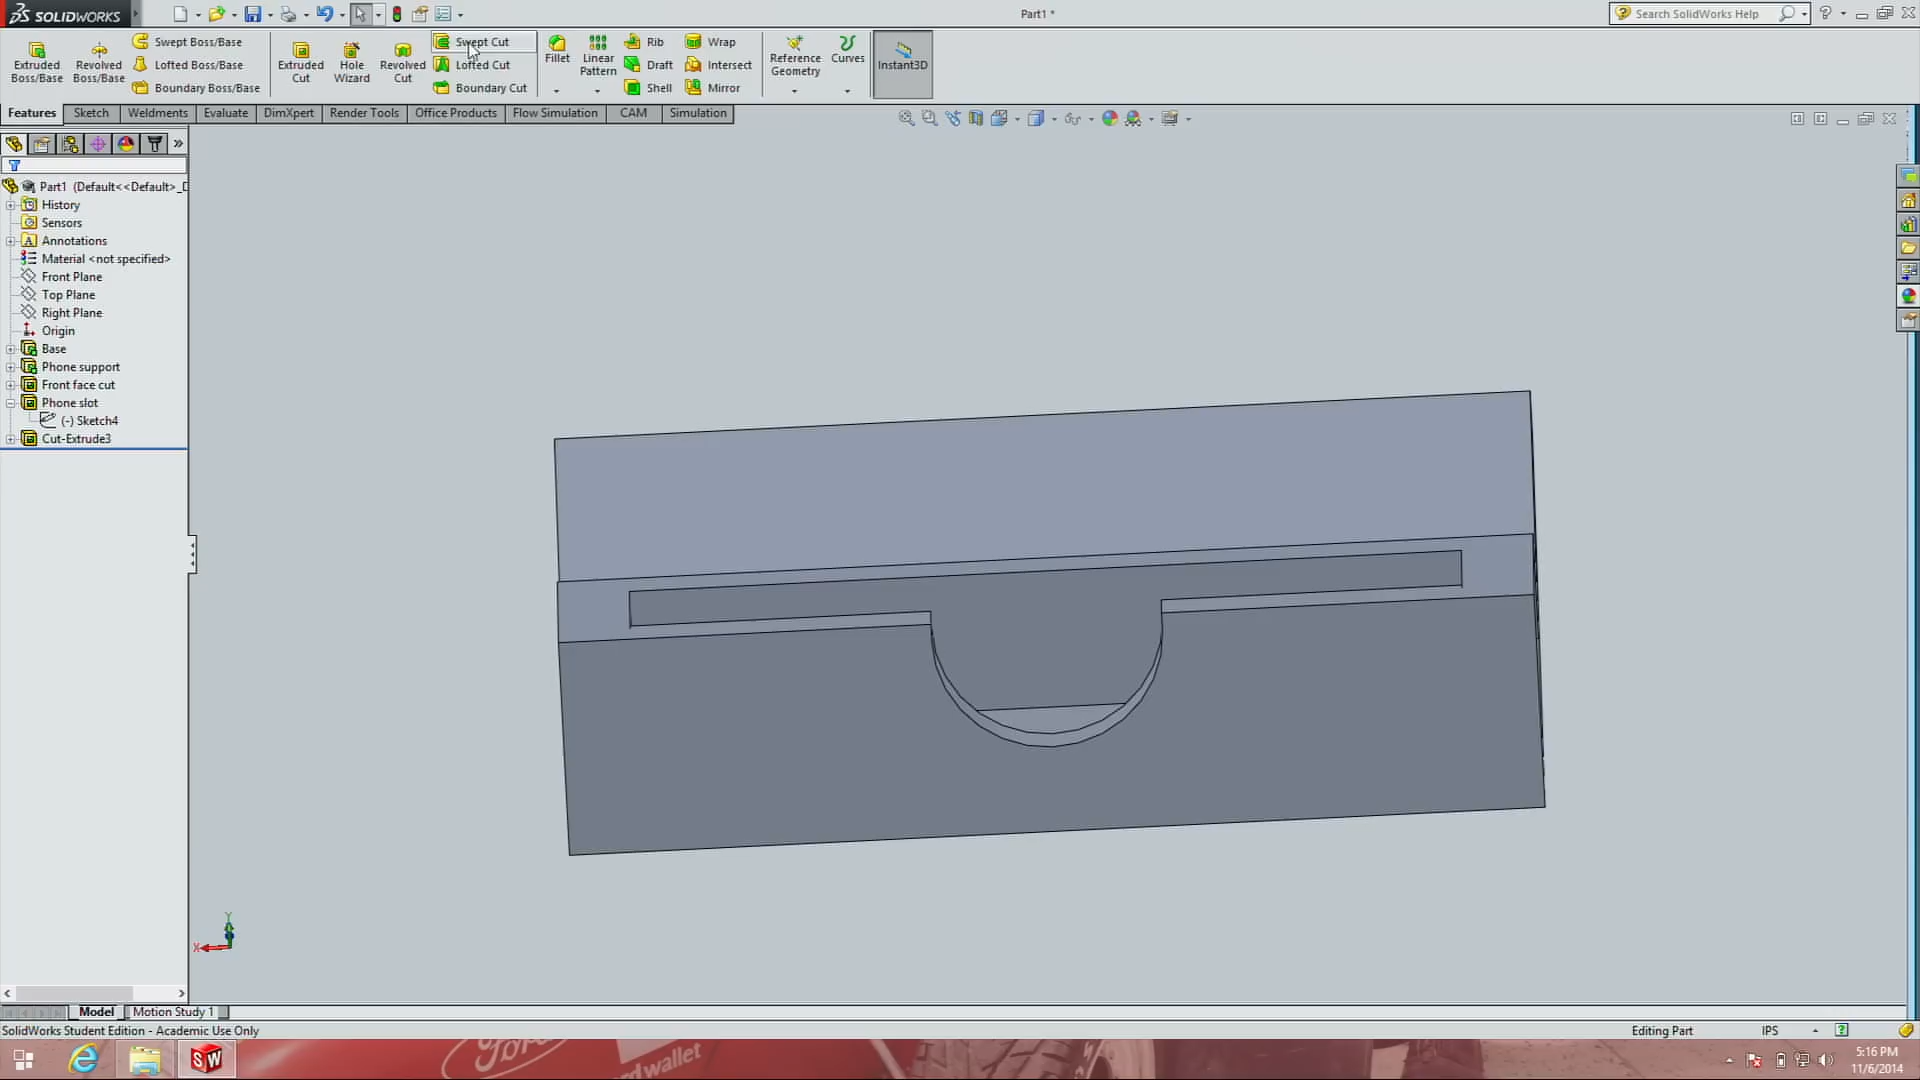 SOLIDWORKS
Part1 *
Search SolidWorks Help
Extruded Boss/Base
Revolved Boss/Base
Swept Boss/Base
Lofted Boss/Base
Boundary Boss/Base
Extruded Cut
Hole Wizard
Revolved Cut
Swept Cut
Lofted Cut
Boundary Cut
Fillet
Linear Pattern
Rib
Draft
Shell
Wrap
Intersect
Mirror
Reference Geometry
Curves
Instant3D
Features
Sketch
Weldments
Evaluate
DimXpert
Render Tools
Office Products
Flow Simulation
CAM
Simulation
Part1 (Default<<Default>_D
History
Sensors
Annotations
Material <not specified>
Front Plane
Top Plane
Right Plane
Origin
Base
Phone support
Front face cut
Phone slot
(-) Sketch4
Cut-Extrude3
Y
X
Model
Motion Study 1
SolidWorks Student Edition - Academic Use Only
Editing Part
IPS
Ford
dwallet
SW
5:16 PM
11/6/2014